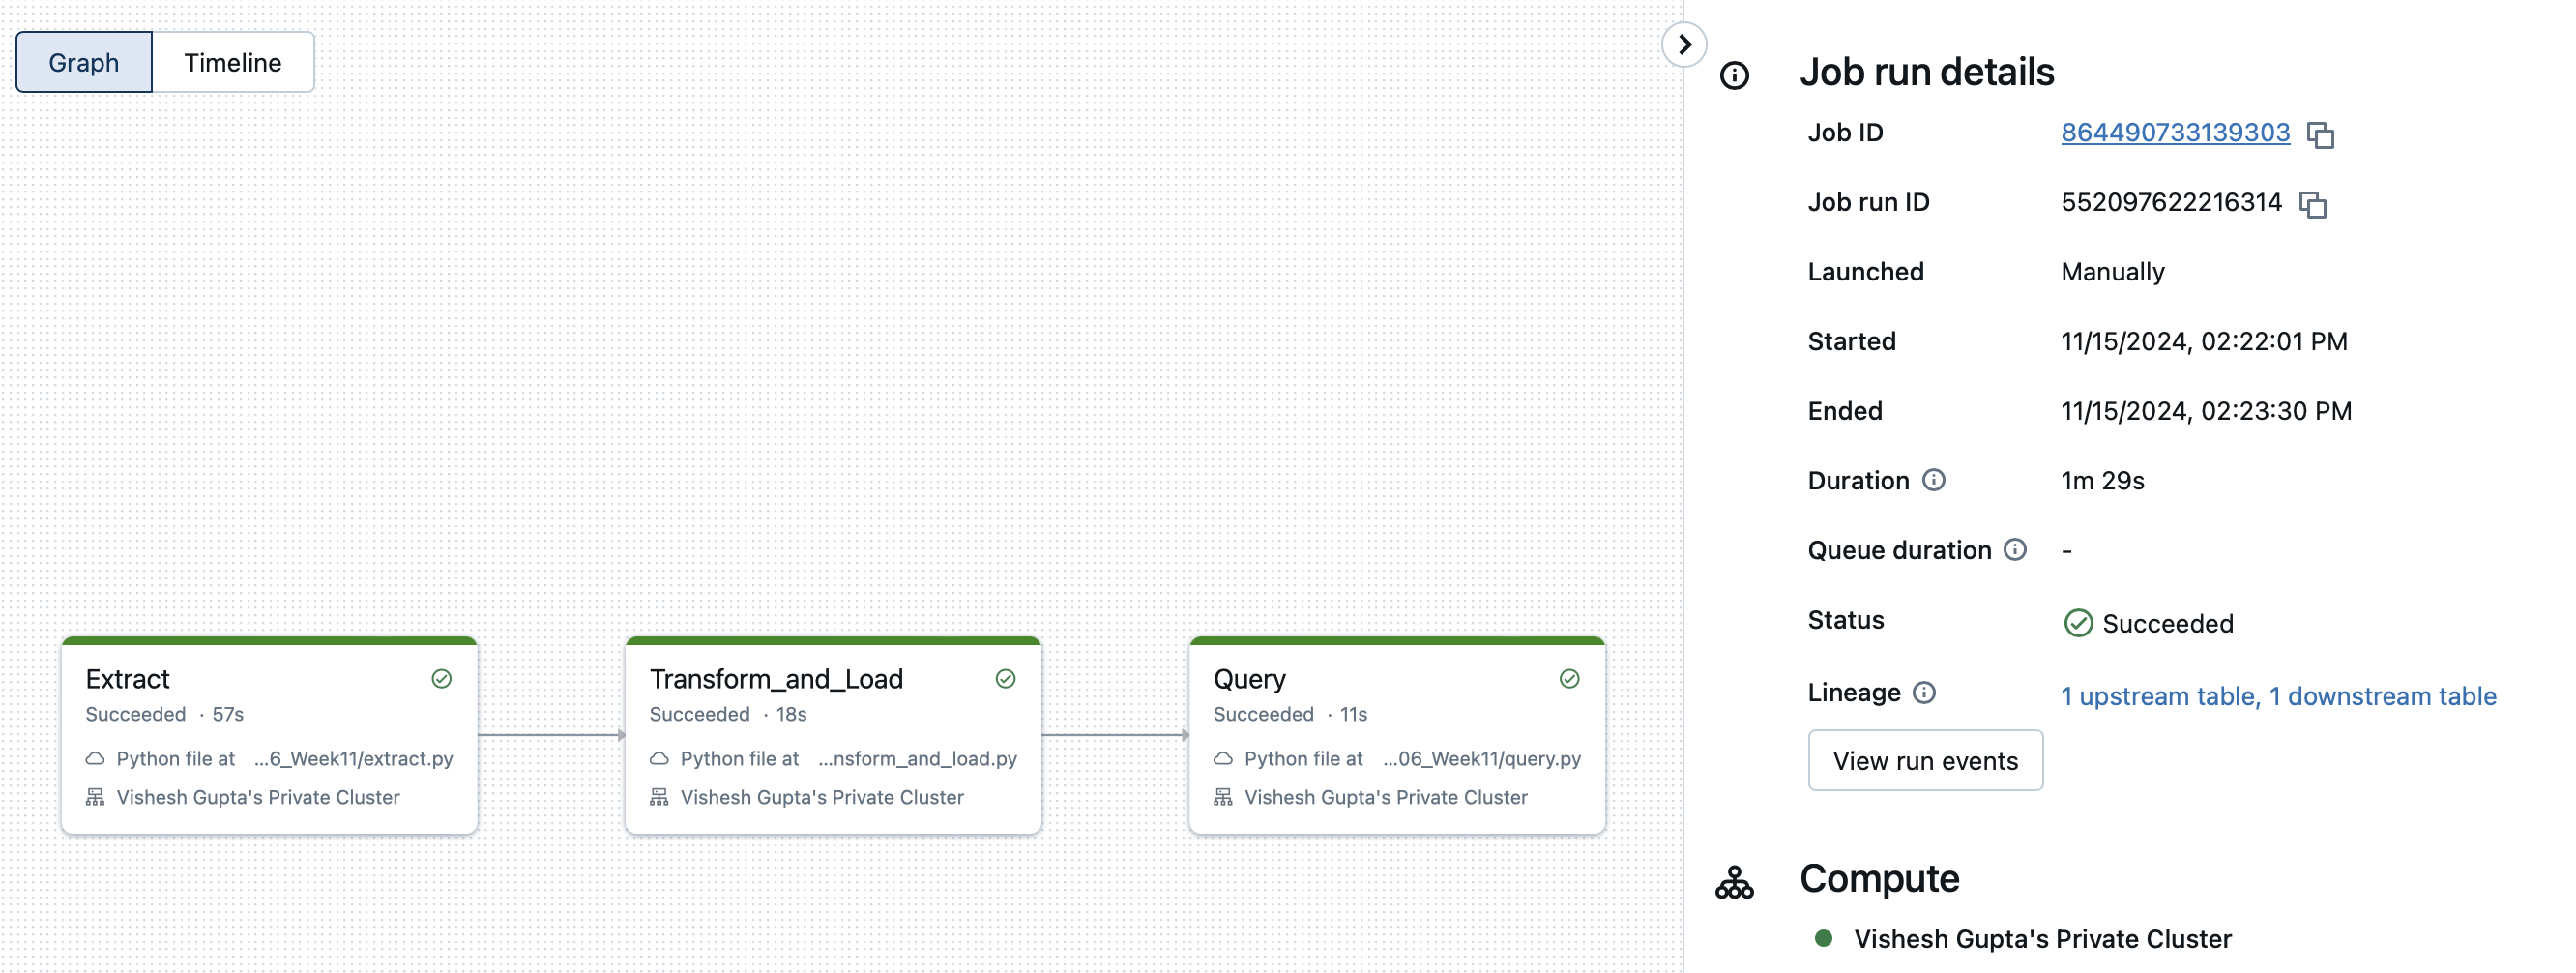 Graph
Timeline
Extract
Succeeded · 57s
Python file at ...6_Week11/extract.py
Vishesh Gupta's Private Cluster
Transform_and_Load
Succeeded · 18s
Python file at ...nsform_and_load.py
Vishesh Gupta's Private Cluster
Query
Succeeded · 11s
Python file at ...06_Week11/query.py
Vishesh Gupta's Private Cluster
Job run details
Job ID 864490733139303
Job run ID 552097622216314
Launched Manually
Started 11/15/2024, 02:22:01 PM
Ended 11/15/2024, 02:23:30 PM
Duration 1m 29s
Queue duration -
Status Succeeded
Lineage 1 upstream table, 1 downstream table
View run events
Compute
Vishesh Gupta's Private Cluster